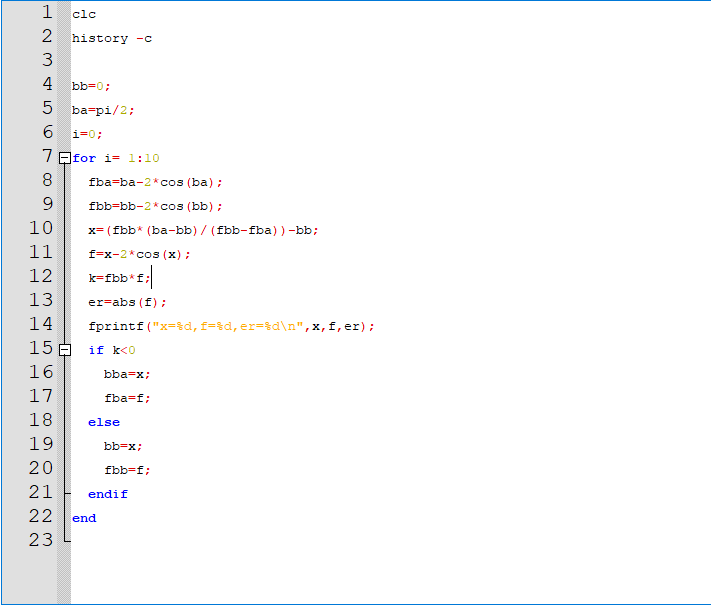 1 clc
2 history -c
3
4 bb=0;
5 ba=pi/2;
6 i=0;
7 for i= 1:10
8 fba=ba-2*cos(ba);
9 fbb=bb-2*cos(bb);
10 x=(fbb*(ba-bb)/(fbb-fba))-bb;
11 f=x-2*cos(x);
12 k=fbb*f;
13 er=abs(f);
14 fprintf("x=%d,f=%d,er=%d\n",x,f,er);
15 if k<0
16 bba=x;
17 fba=f;
18 else
19 bb=x;
20 fbb=f;
21 endif
22 end
23